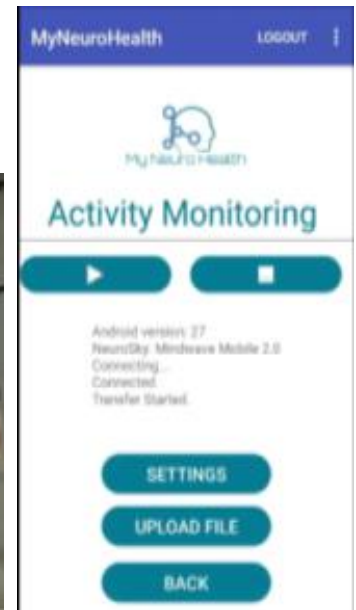 MyNeuroHealth LOGOUT
My Neuro Health
Activity Monitoring
Android version: 27
NeuroSky: Mindwave Mobile 2.0
Connecting...
Connected.
Transfer Started.
SETTINGS
UPLOAD FILE
BACK